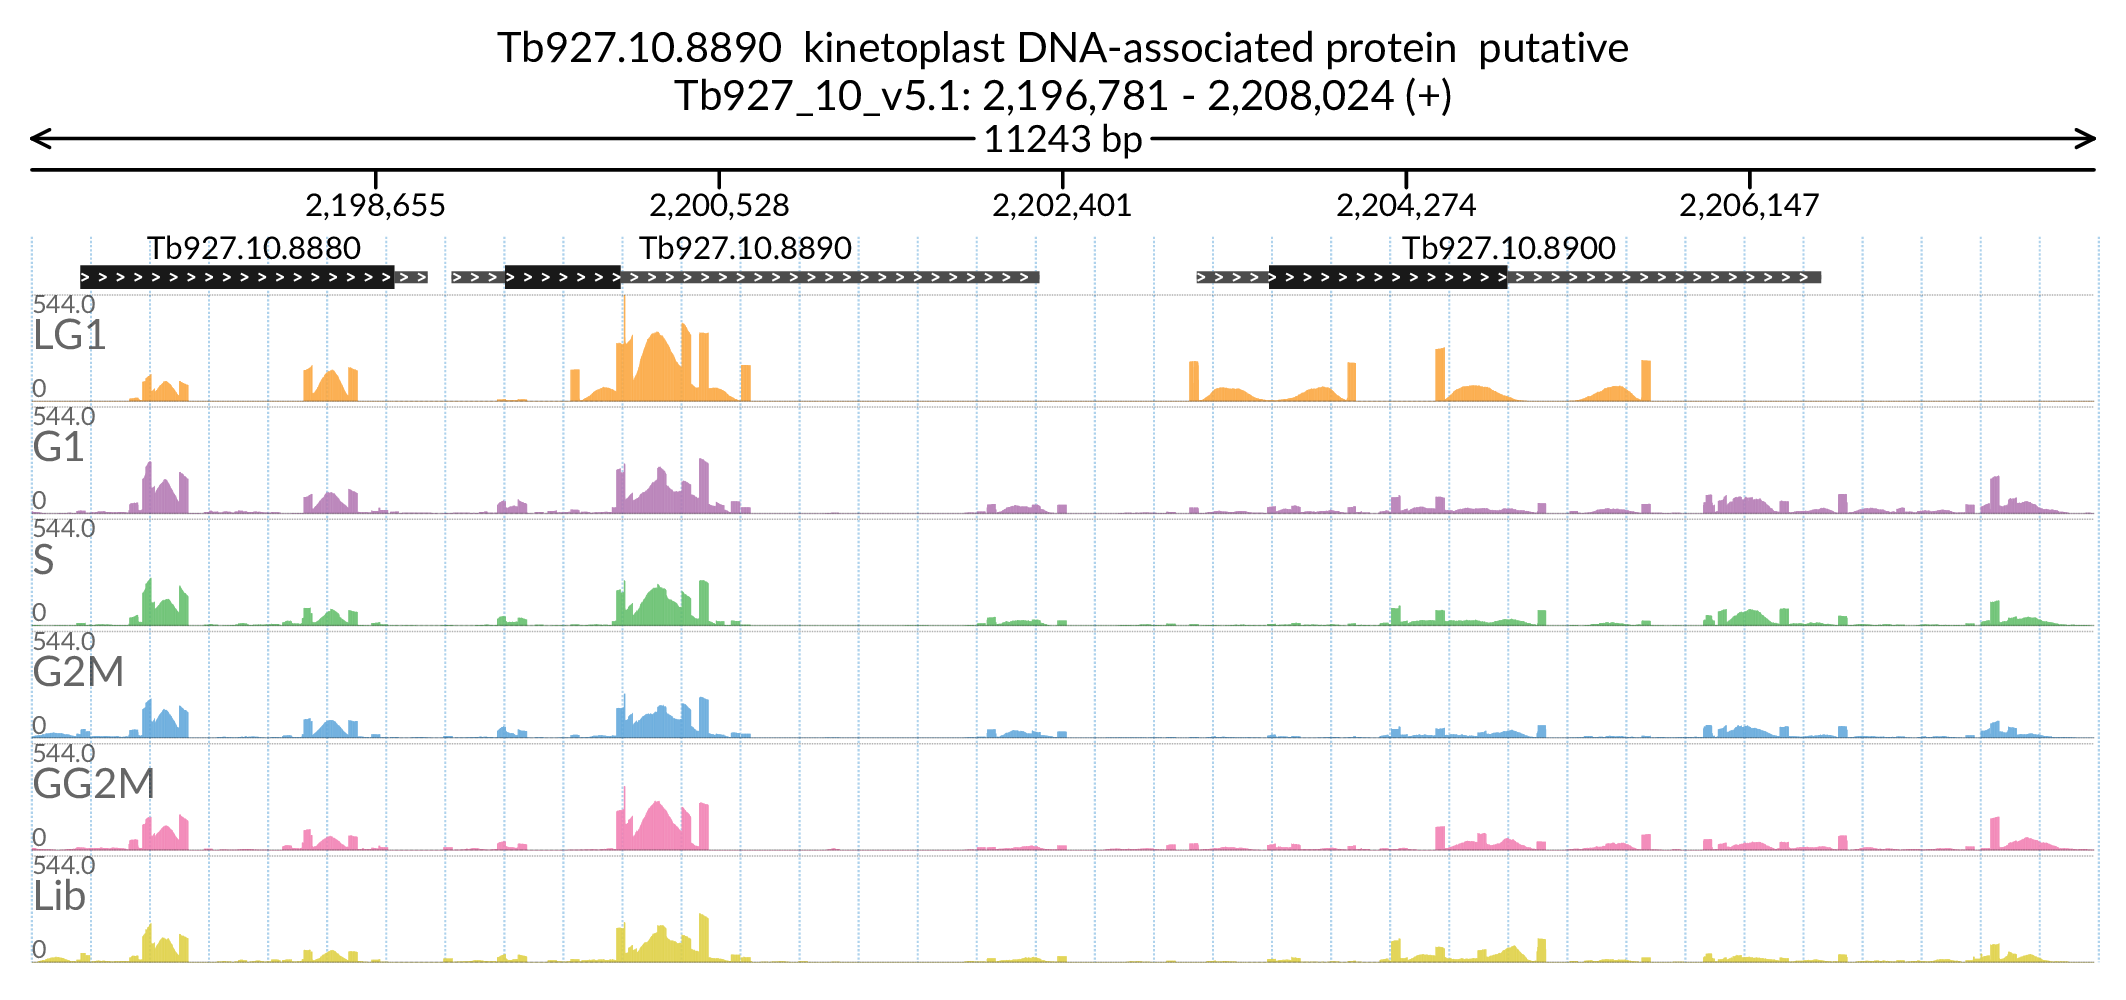 Tb927.10.8890  kinetoplast DNA-associated protein  putative
Tb927_10_v5.1: 2,196,781 - 2,208,024 (+)
11243 bp
2,198,655 2,200,528 2,202,401 2,204,274 2,206,147
Tb927.10.8880 Tb927.10.8890 Tb927.10.8900
544.0
LG1
0
544.0
G1
0
544.0
S
0
544.0
G2M
0
544.0
GG2M
0
544.0
Lib
0